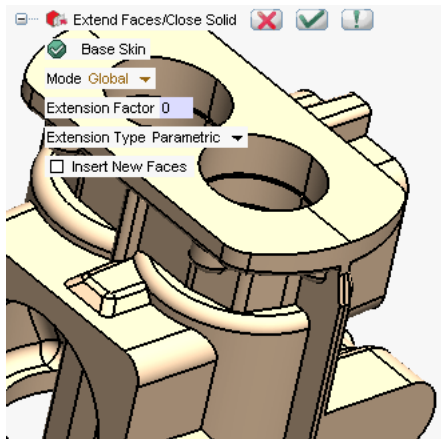 Extend Faces/Close Solid
Base Skin
Mode Global
Extension Factor 0
Extension Type Parametric
Insert New Faces